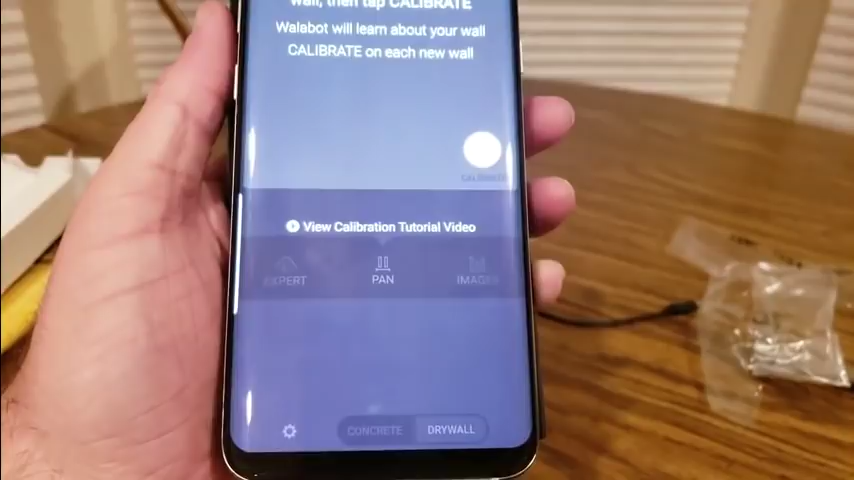 wall, then tap CALIBRATE
Walabot will learn about your wall
CALIBRATE on each new wall
CALIBRATE
View Calibration Tutorial Video
EXPERT
PAN
IMAGES
CONCRETE
DRYWALL